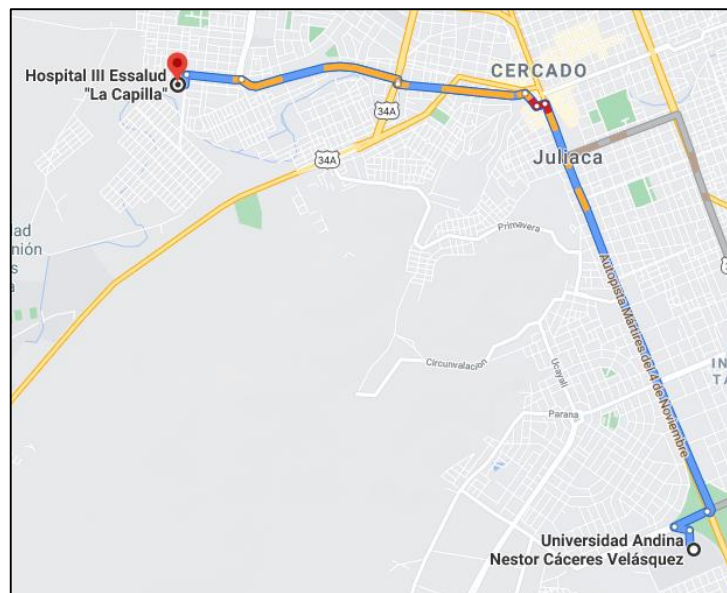 Hospital III Essalud
"La Capilla"
CERCADO
34A
34A
Juliaca
Primavera
Autopista Mártires del 4 de Noviembre
Circunvalacion
Ucayali
Parana
Universidad Andina
Nestor Cáceres Velásquez